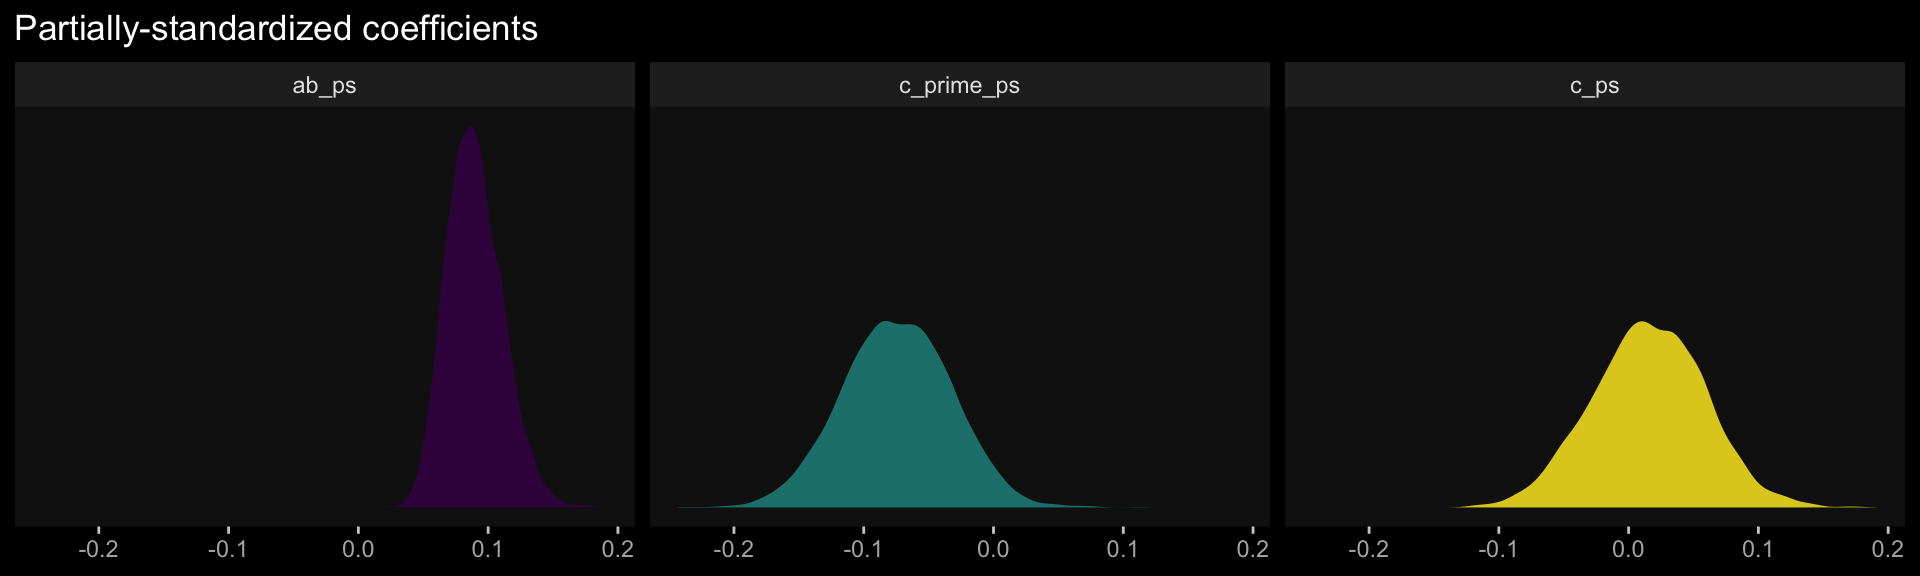 Partially-standardized coefficients
ab_ps c_prime_ps c_ps
-0.2 -0.1 0.0 0.1 0.2 -0.2 -0.1 0.0 0.1 0.2 -0.2 -0.1 0.0 0.1 0.2